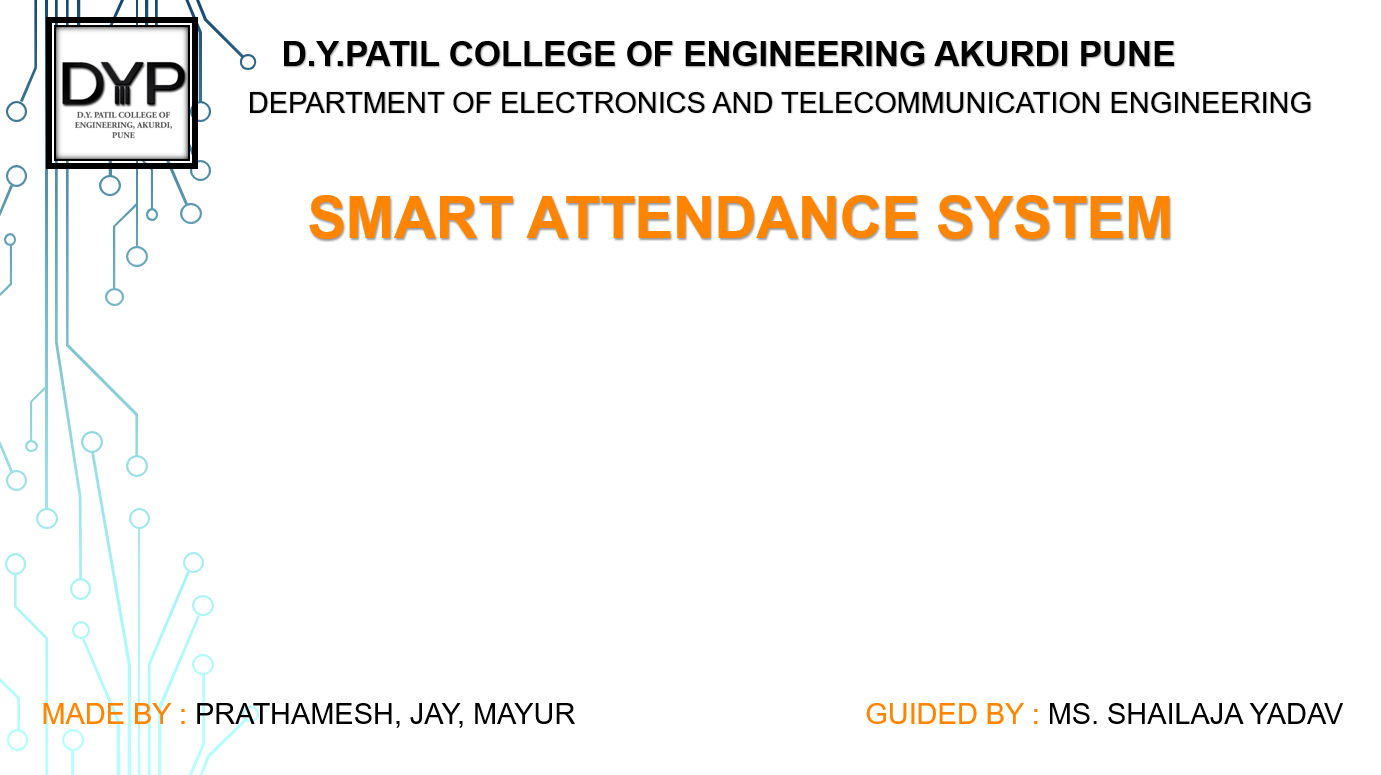 D.Y.PATIL COLLEGE OF ENGINEERING AKURDI PUNE
DEPARTMENT OF ELECTRONICS AND TELECOMMUNICATION ENGINEERING
DYP
D.Y. PATIL COLLEGE OF
ENGINEERING, AKURDI,
PUNE
SMART ATTENDANCE SYSTEM
MADE BY : PRATHAMESH, JAY, MAYUR
GUIDED BY : MS. SHAILAJA YADAV